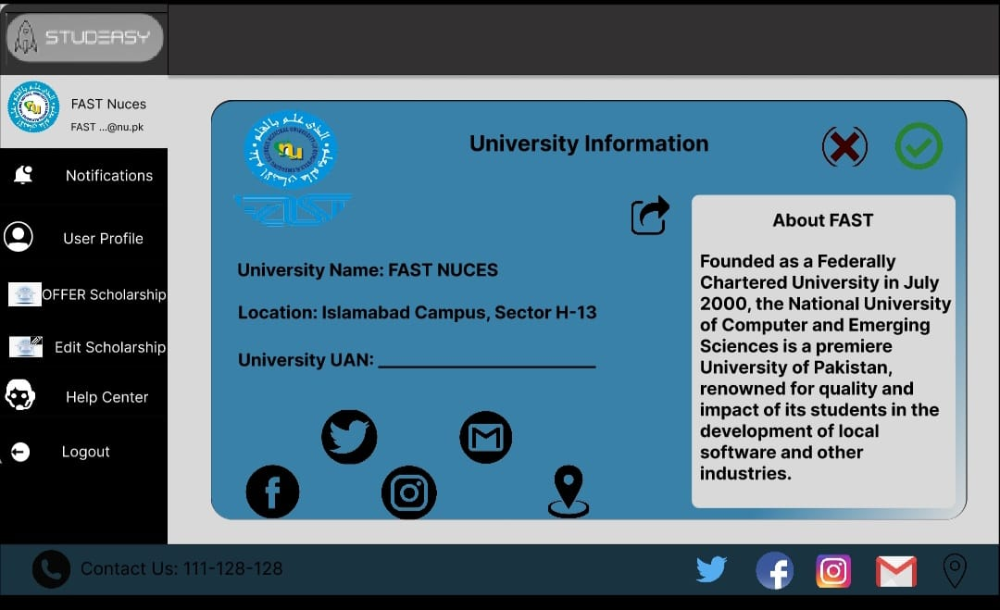 STUDEASY
FAST Nuces
FAST ...@nu.pk
Notifications
User Profile
OFFER Scholarship
Edit Scholarship
Help Center
Logout
University Information
University Name: FAST NUCES
Location: Islamabad Campus, Sector H-13
University UAN:
About FAST
Founded as a Federally
Chartered University in July
2000, the National University
of Computer and Emerging
Sciences is a premiere
University of Pakistan,
renowned for quality and
impact of its students in the
development of local
software and other
industries.
Contact Us: 111-128-128